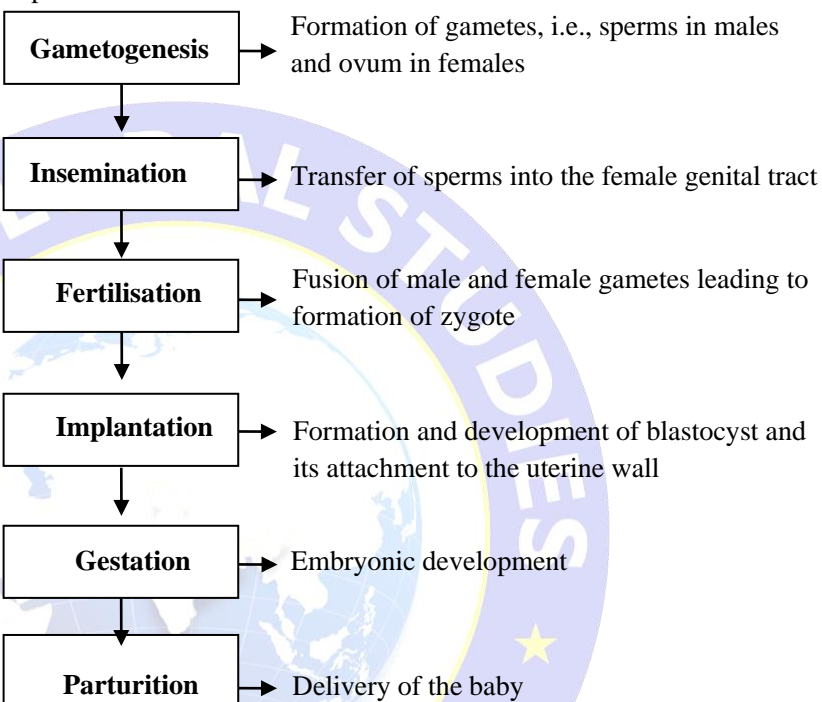 Gametogenesis
Formation of gametes, i.e., sperms in males
and ovum in females
Insemination
Transfer of sperms into the female genital tract
Fertilisation
Fusion of male and female gametes leading to
formation of zygote
Implantation
Formation and development of blastocyst and
its attachment to the uterine wall
Gestation
Embryonic development
Parturition
Delivery of the baby
STUDIES